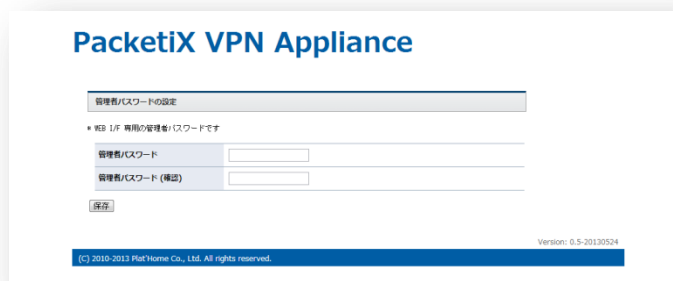 PacketiX VPN Appliance
管理者パスワードの設定
* WEB I/F 専用の管理者パスワードです
管理者パスワード
管理者パスワード (確認)
保存
Version: 0.5-20130524
(C) 2010-2013 Plat'Home Co., Ltd. All rights reserved.